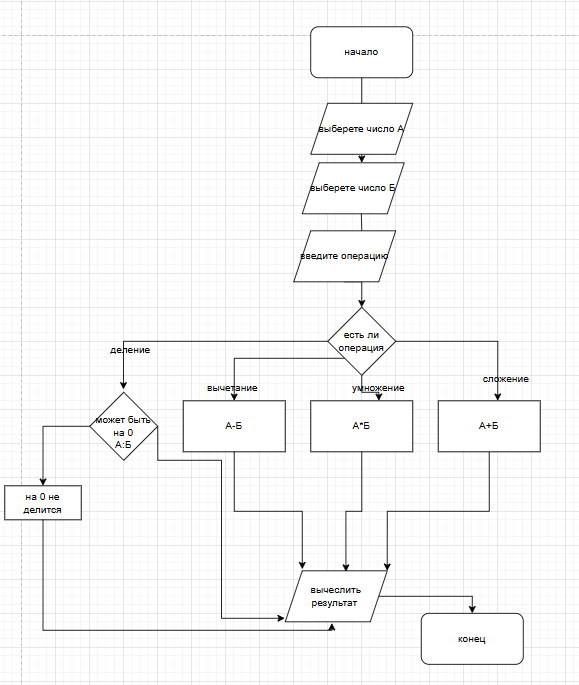 начало
выберете число А
выберете число Б
введите операцию
есть ли
операция
деление
вычетание
умножение
сложение
может быть
на 0
А:Б
А-Б
А*Б
А+Б
на 0 не
делится
вычеслить
результат
конец